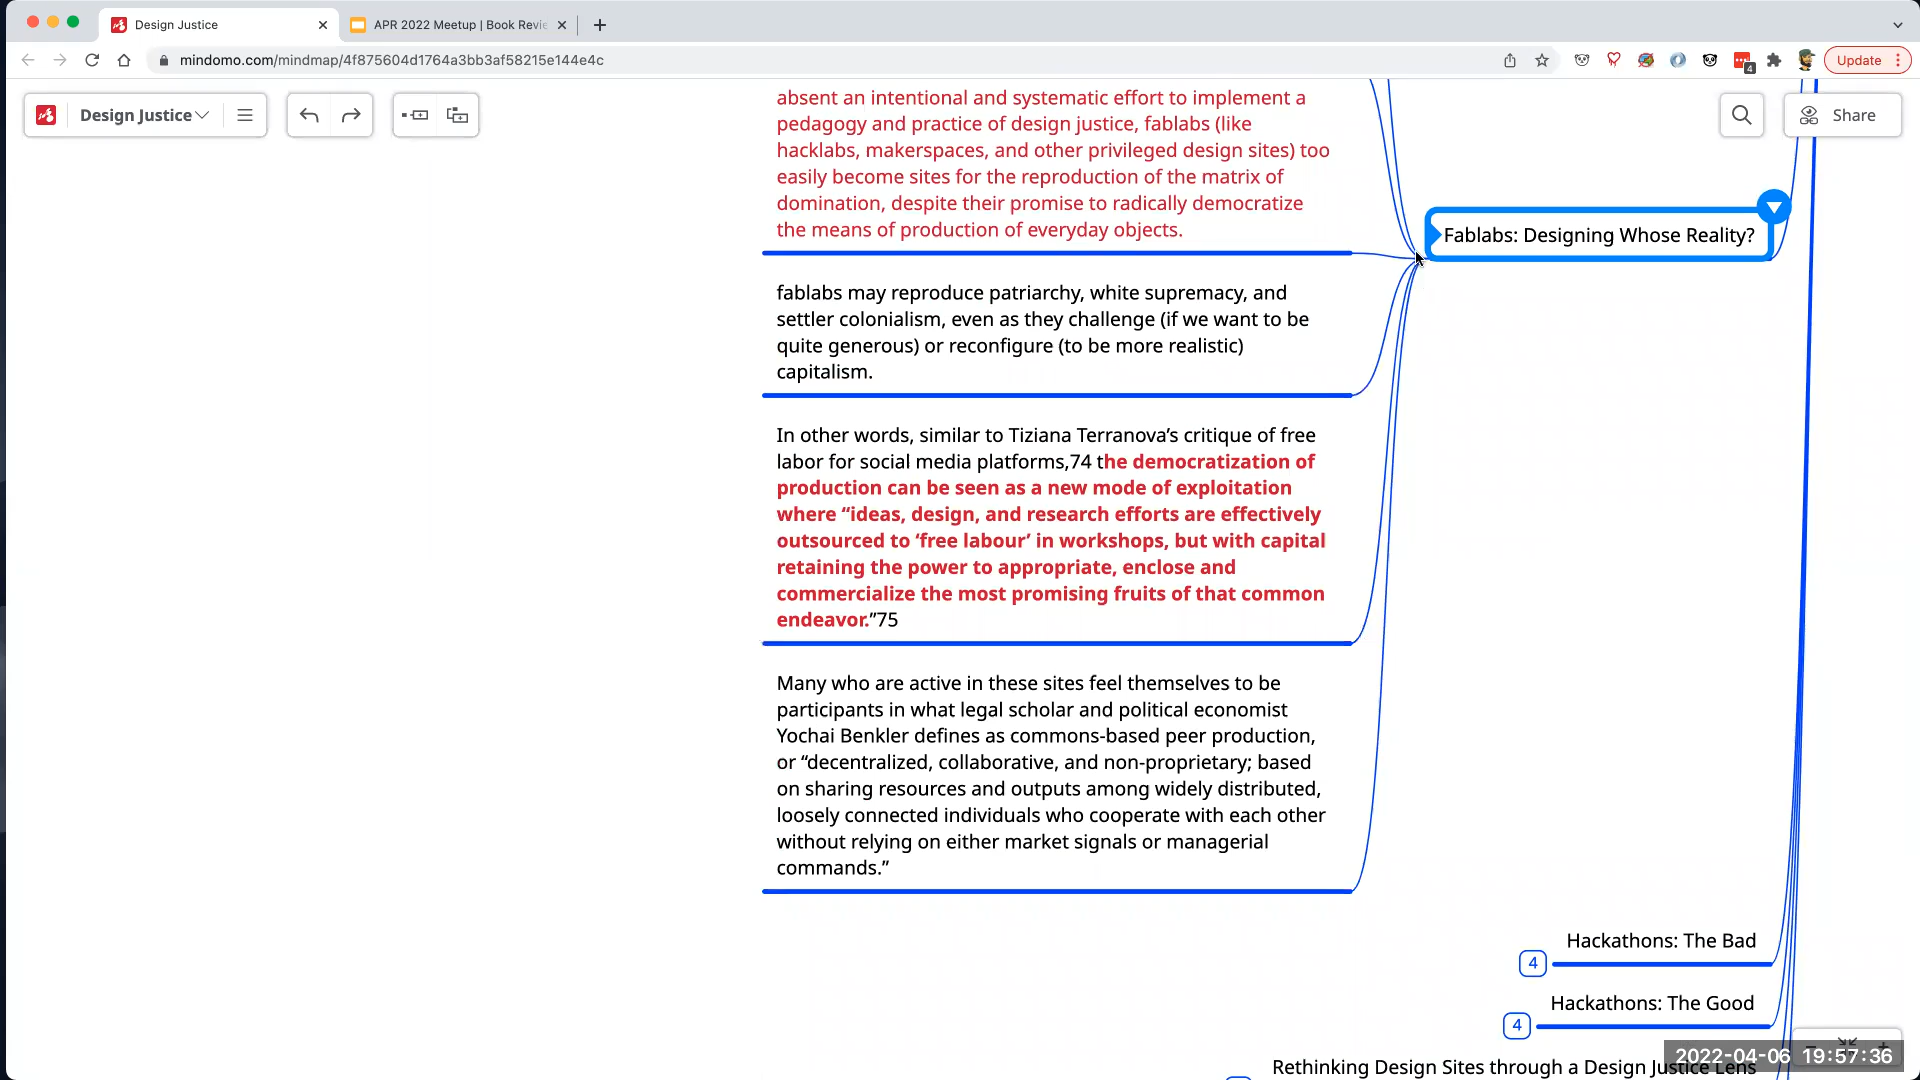 Design Justice
APR 2022 Meetup | Book Revie
mindomo.com/mindmap/4f875604d1764a3bb3af58215e144e4c
4
Update
Design Justice
Share
absent an intentional and systematic effort to implement a
pedagogy and practice of design justice, fablabs (like
hacklabs, makerspaces, and other privileged design sites) too
easily become sites for the reproduction of the matrix of
domination, despite their promise to radically democratize
the means of production of everyday objects.
Fablabs: Designing Whose Reality?
fablabs may reproduce patriarchy, white supremacy, and
settler colonialism, even as they challenge (if we want to be
quite generous) or reconfigure (to be more realistic)
capitalism.
In other words, similar to Tiziana Terranova’s critique of free
labor for social media platforms,74 the democratization of
production can be seen as a new mode of exploitation
where “ideas, design, and research efforts are effectively
outsourced to ‘free labour’ in workshops, but with capital
retaining the power to appropriate, enclose and
commercialize the most promising fruits of that common
endeavor.”75
Many who are active in these sites feel themselves to be
participants in what legal scholar and political economist
Yochai Benkler defines as commons-based peer production,
or “decentralized, collaborative, and non-proprietary; based
on sharing resources and outputs among widely distributed,
loosely connected individuals who cooperate with each other
without relying on either market signals or managerial
commands.”
Hackathons: The Bad
4
Hackathons: The Good
4
Rethinking Design Sites through a Design Justice Lens
2022-04-06 19:57:36